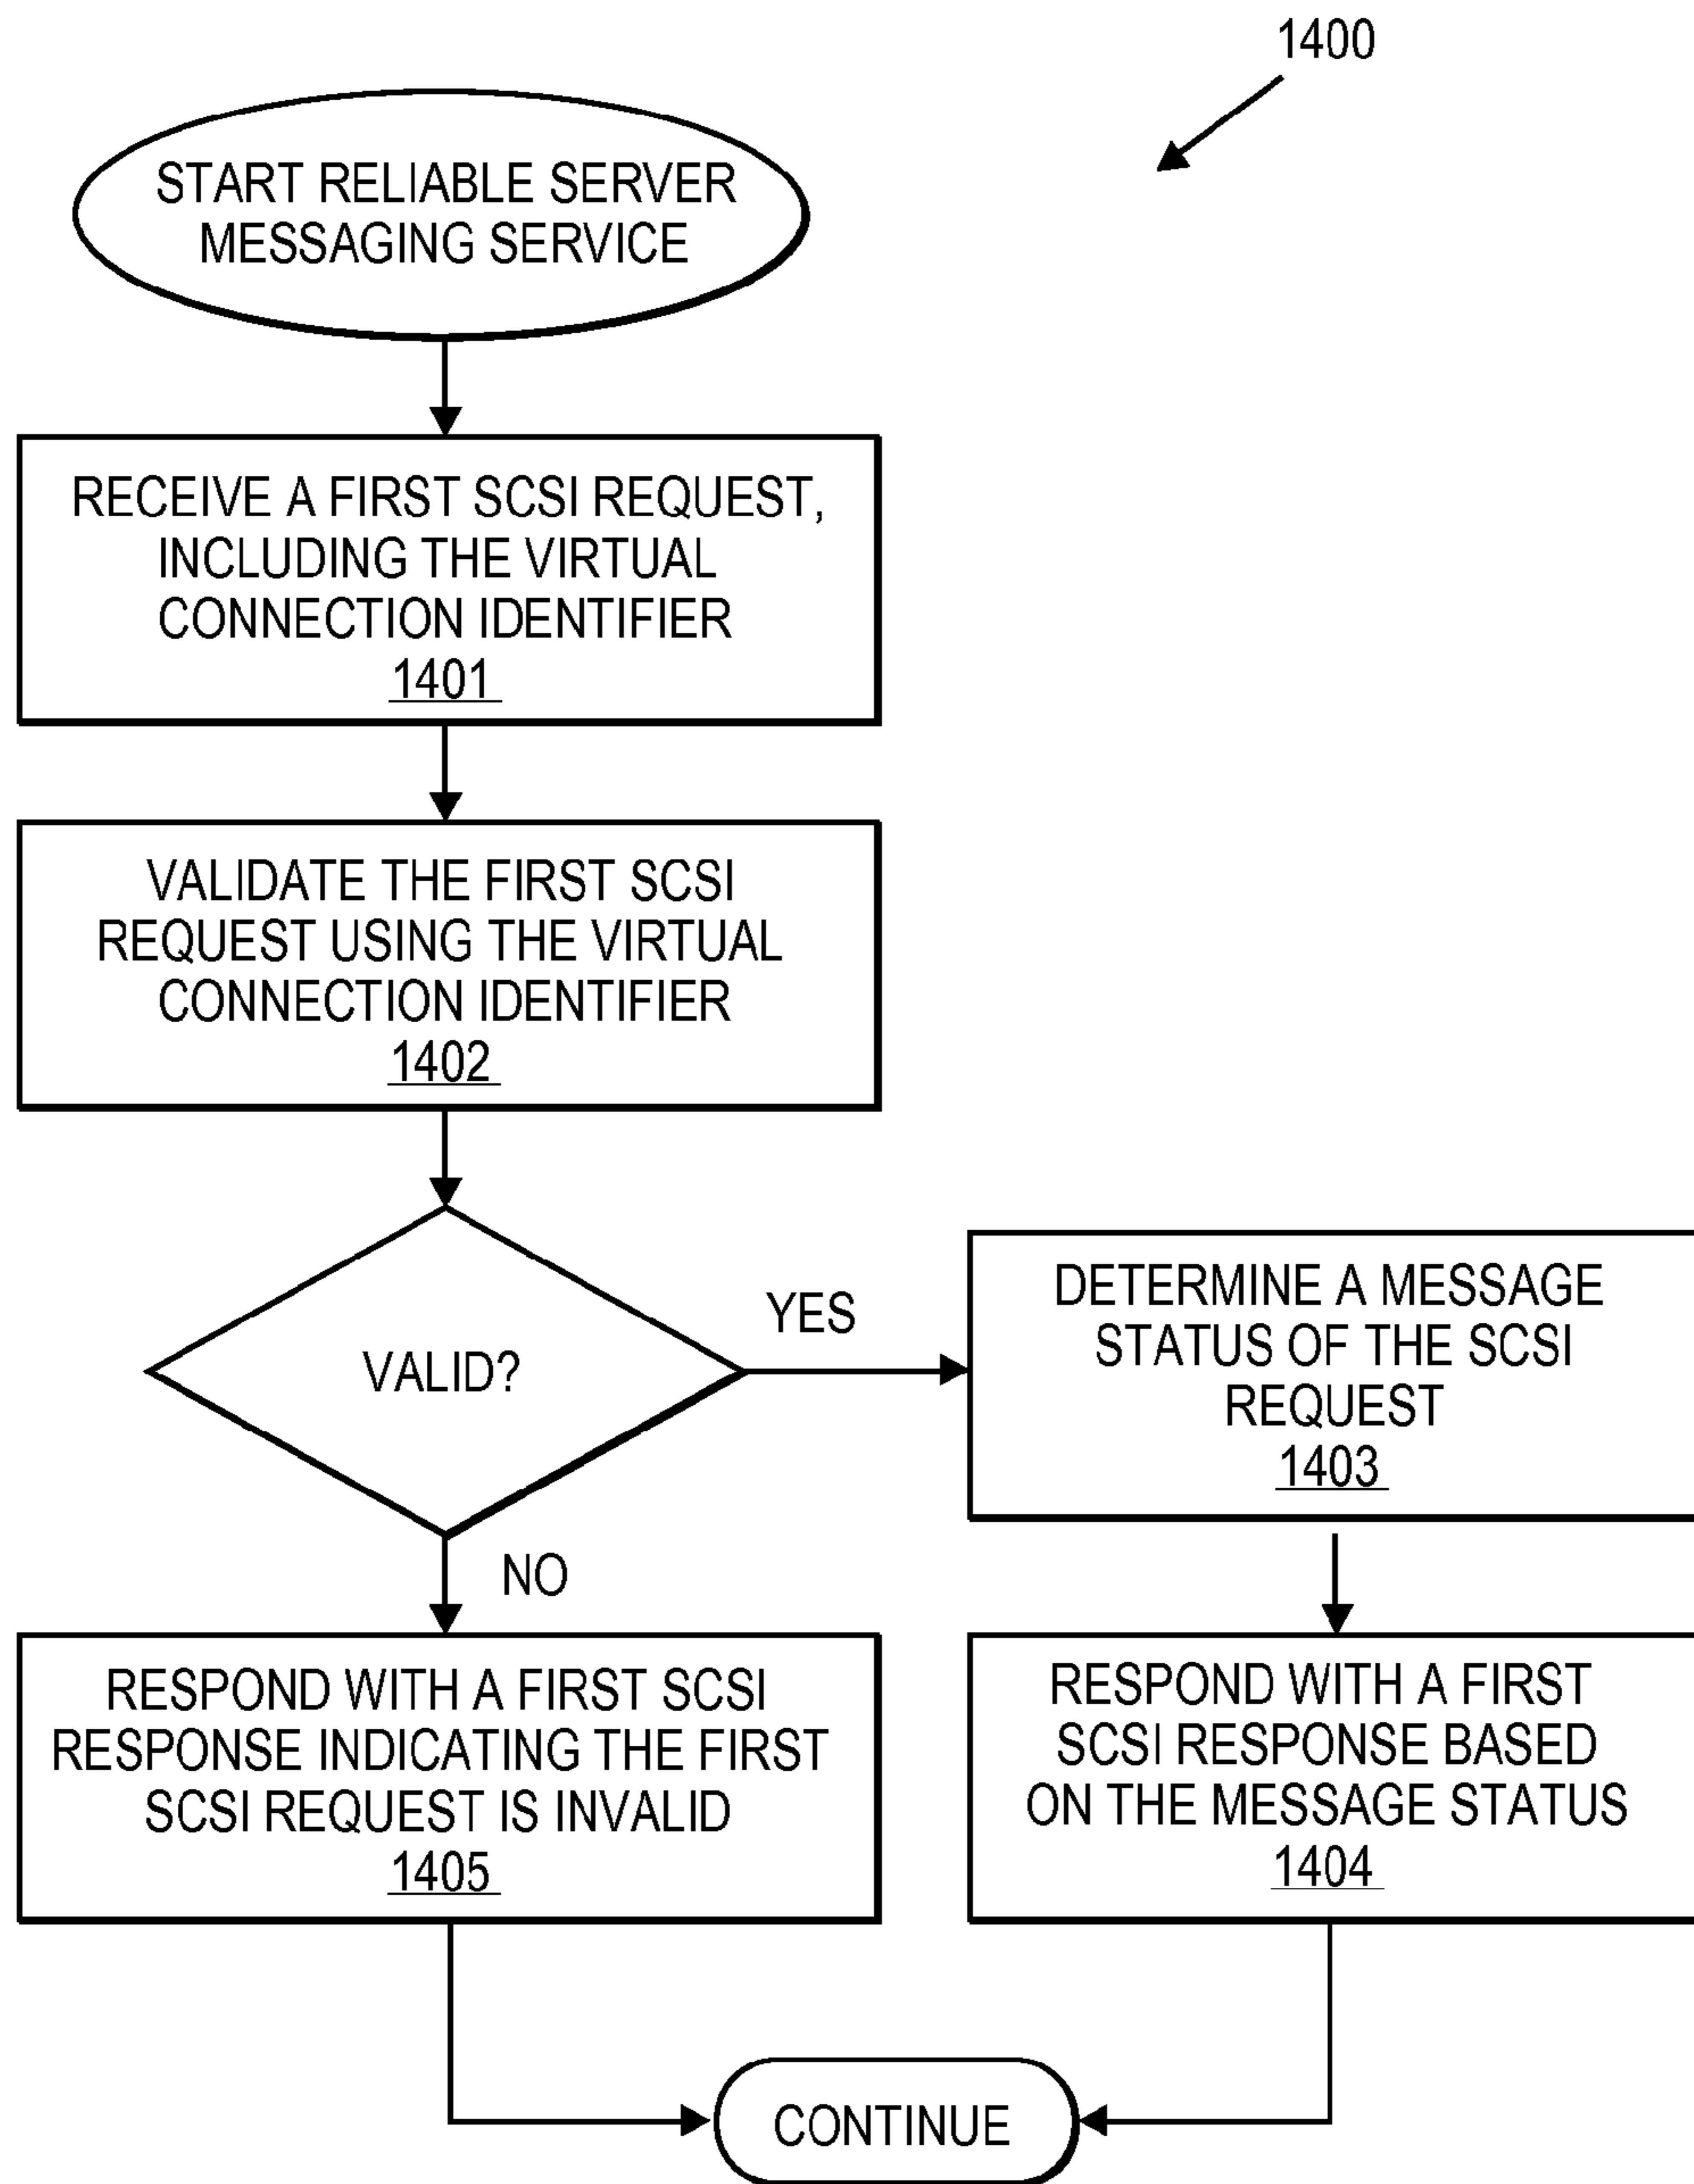 1400
START RELIABLE SERVER
MESSAGING SERVICE
RECEIVE A FIRST SCSI REQUEST,
INCLUDING THE VIRTUAL
CONNECTION IDENTIFIER
1401
VALIDATE THE FIRST SCSI
REQUEST USING THE VIRTUAL
CONNECTION IDENTIFIER
1402
VALID?
YES
DETERMINE A MESSAGE
STATUS OF THE SCSI
REQUEST
1403
NO
RESPOND WITH A FIRST SCSI
RESPONSE INDICATING THE FIRST
SCSI REQUEST IS INVALID
1405
RESPOND WITH A FIRST
SCSI RESPONSE BASED
ON THE MESSAGE STATUS
1404
CONTINUE